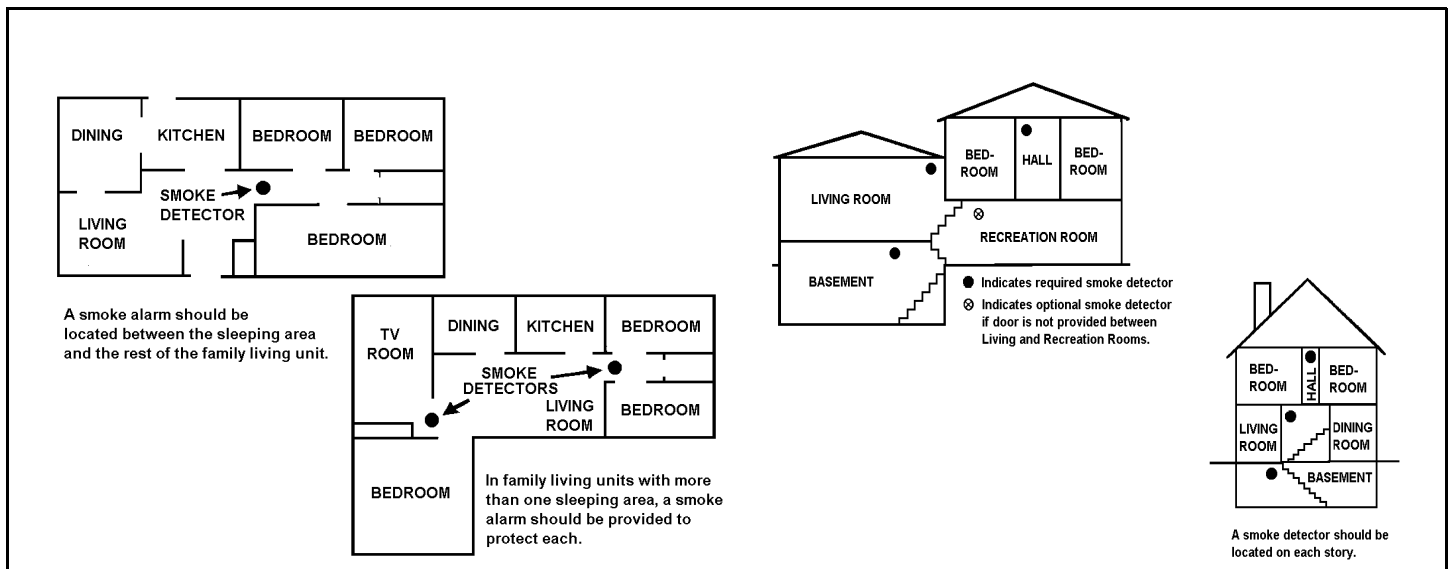 DINING
KITCHEN
BEDROOM
BEDROOM
SMOKE
DETECTOR
LIVING
ROOM
BEDROOM
A smoke alarm should be
located between the sleeping area
and the rest of the family living unit.
TV
ROOM
DINING
KITCHEN
BEDROOM
SMOKE
DETECTORS
LIVING
ROOM
BEDROOM
BEDROOM
In family living units with more
than one sleeping area, a smoke
alarm should be provided to
protect each.
BED-
ROOM
HALL
BED-
ROOM
LIVING ROOM
RECREATION ROOM
BASEMENT
Indicates required smoke detector
Indicates optional smoke detector
if door is not provided between
Living and Recreation Rooms.
BED-
ROOM
HALL
BED-
ROOM
LIVING
ROOM
DINING
ROOM
BASEMENT
A smoke detector should be
located on each story.